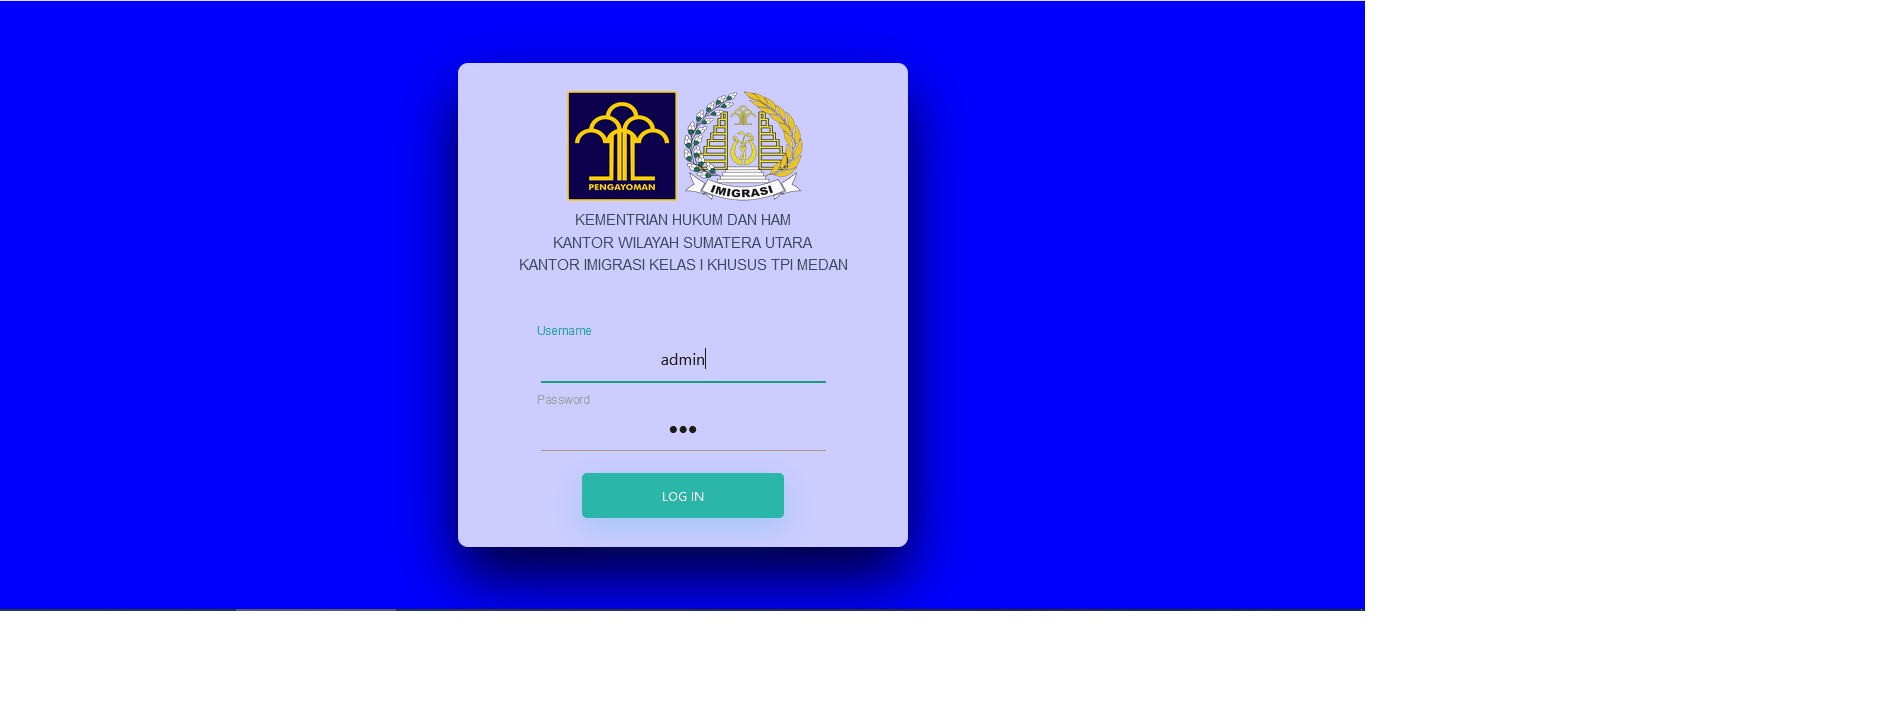 PENGAYOMAN
IMIGRASI
KEMENTRIAN HUKUM DAN HAM
KANTOR WILAYAH SUMATERA UTARA
KANTOR IMIGRASI KELAS I KHUSUS TPI MEDAN
Username
admin
Password
LOG IN